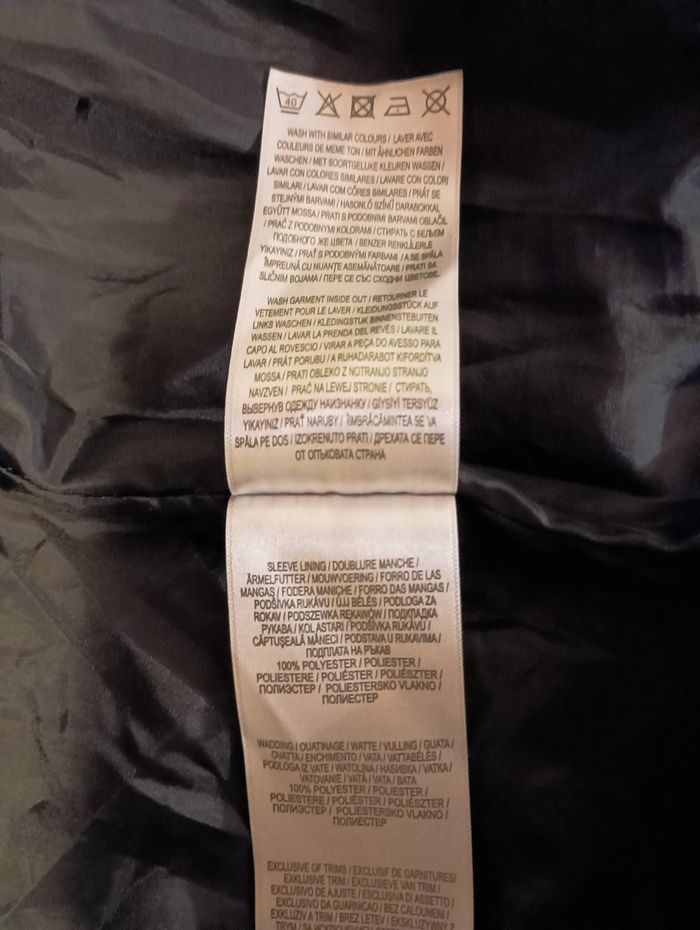 40
WASH WITH SIMILAR COLOURS / LAVER AVEC
COULEURS DE MEME TON / MIT ÄHNLICHEN FARBEN
WASCHEN / MET SOORTGELIJKE KLEUREN WASSEN /
LAVAR CON COLORES SIMILARES / LAVARE CON COLORI
SIMILARI / LAVAR COM CÔRES SIMILARES / PRÁT SE
STEJNÝMI BARVAMI / HASONLÓ SZÍNŰ DARABOKKAL
EGYÜTT MOSSA / PRATI S PODOBNIMI BARVAMI OBLAČIL
/ PRAĆ Z PODOBNYMI KOLORAMI / СТИРАТЬ С БЕЛЬЕМ
ПОДОБНОГО ЖЕ ЦВЕТА / BENZER RENKLERLE
YIKAYINIZ / PRAŤ S PODOBNÝMI FARBAMI / A SE SPĂLA
ÎMPREUNĂ CU NUANȚE ASEMĂNĂTOARE / PRATI SA
SLIČNIM BOJAMA / ПЕРЕ СЕ СЪС СХОДНИ ЦВЕТОВЕ.
WASH GARMENT INSIDE OUT / RETOURNER LE
VETEMENT POUR LE LAVER / KLEIDUNGSSTÜCK AUF
LINKS WASCHEN / KLEDINGSTUK BINNENSTEBUITEN
WASSEN / LAVAR LA PRENDA DEL REVÉS / LAVARE IL
CAPO AL ROVESCIO / VIRAR A PEÇA DO AVESSO PARA
LAVAR / PRÁT PORUBU / A RUHADARABOT KIFORDÍTVA
MOSSA / PRATI OBLEKO Z NOTRANJO STRANJO
NAVZVEN / PRAĆ NA LEWEJ STRONIE / СТИРАТЬ,
ВЫВЕРНУВ ОДЕЖДУ НАИЗНАНКУ / GİYSİYİ TERSYÜZ
YIKAYINIZ / PRAŤ NARUBY / ÎMBRĂCĂMINTEA SE VA
SPĂLA PE DOS / IZOKRENUTO PRATI / ДРЕХАТА СЕ ПЕРЕ
ОТ ОПЪКОВАТА СТРАНА
SLEEVE LINING / DOUBLURE MANCHE /
ÄRMELFUTTER / MOUWVOERING / FORRO DE LAS
MANGAS / FODERA MANICHE / FORRO DAS MANGAS /
PODŠÍVKA RUKÁVU / UJJ BÉLÉS / PODLOGA ZA
ROKAV / PODSZEWKA RĘKAWÓW / ПОДКЛАДКА
РУКАВА / KOL ASTARI / PODŠÍVKA RUKÁVU /
CĂPTUȘEALĂ MÂNECI / PODSTAVA U RUKAVIMA /
ПОДПЛАТА НА РЪКАВ
100% POLYESTER / POLIESTER /
POLIESTERE / POLIÉSTER / POLIÉSZTER /
ПОЛИЭСТЕР / POLIESTERSKO VLAKNO /
ПОЛИЕСТЕР
WADDING / OUATINAGE / WATTE / VULLING / GUATA /
OVATTA / ENCHIMENTO / VATA / VATTABÉLÉS /
PODLOGA IZ VATE / WATOLINA / НАБИВКА / VATKA /
VATOVANIE / VATĂ / VATA / ВАТА
100% POLYESTER / POLIESTER /
POLIESTERE / POLIÉSTER / POLIÉSZTER /
ПОЛИЭСТЕР / POLIESTERSKO VLAKNO /
ПОЛИЕСТЕР
EXCLUSIVE OF TRIMS / EXCLUSIF DE GARNITURES/
EXKLUSIVE TRIM / EXCLUSIEVE VAN TRIM /
EXCLUSIVO DE AJUSTE / ESCLUSIVA DI ASSETTO /
EXCLUSIVO DA GUARNIÇÃO / BEZ ČALOUNĚNÍ /
EXKLUZÍV A TRIM / BREZ LETEV / EKSKLUZYWNY Z